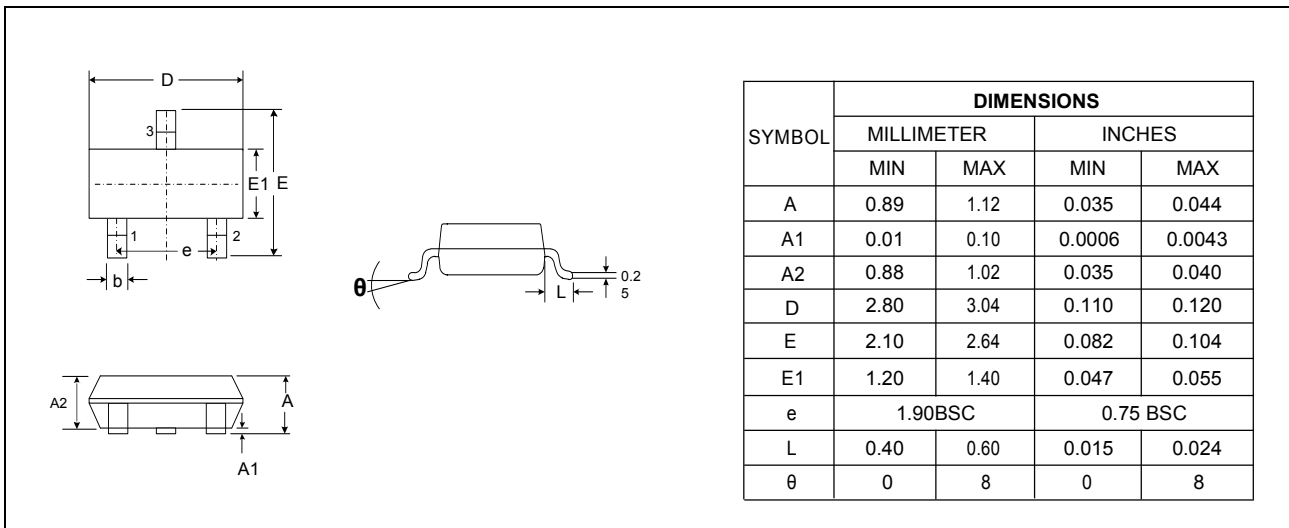 D
3
E1 E
1
2
e
b
θ
L
0.2
5
A2
A
A1
DIMENSIONS
SYMBOL MILLIMETER INCHES
MIN MAX MIN MAX
A 0.89 1.12 0.035 0.044
A1 0.01 0.10 0.0006 0.0043
A2 0.88 1.02 0.035 0.040
D 2.80 3.04 0.110 0.120
E 2.10 2.64 0.082 0.104
E1 1.20 1.40 0.047 0.055
e 1.90BSC 0.75 BSC
L 0.40 0.60 0.015 0.024
θ 0 8 0 8